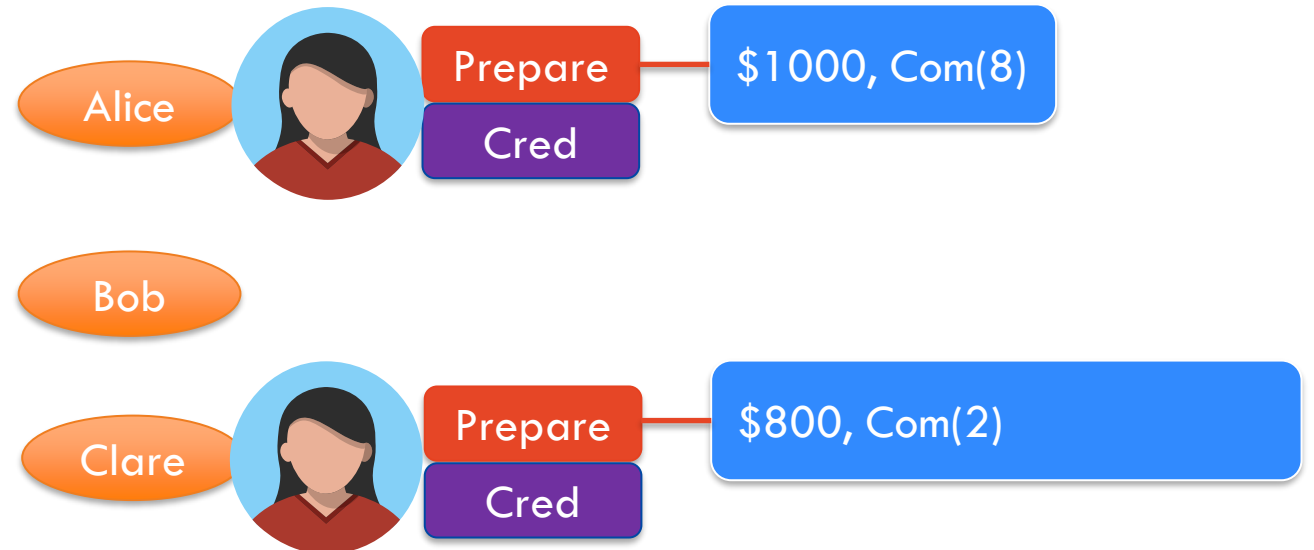 Alice
Prepare
$1000, Com(8)
Cred
Bob
Clare
Prepare
$800, Com(2)
Cred